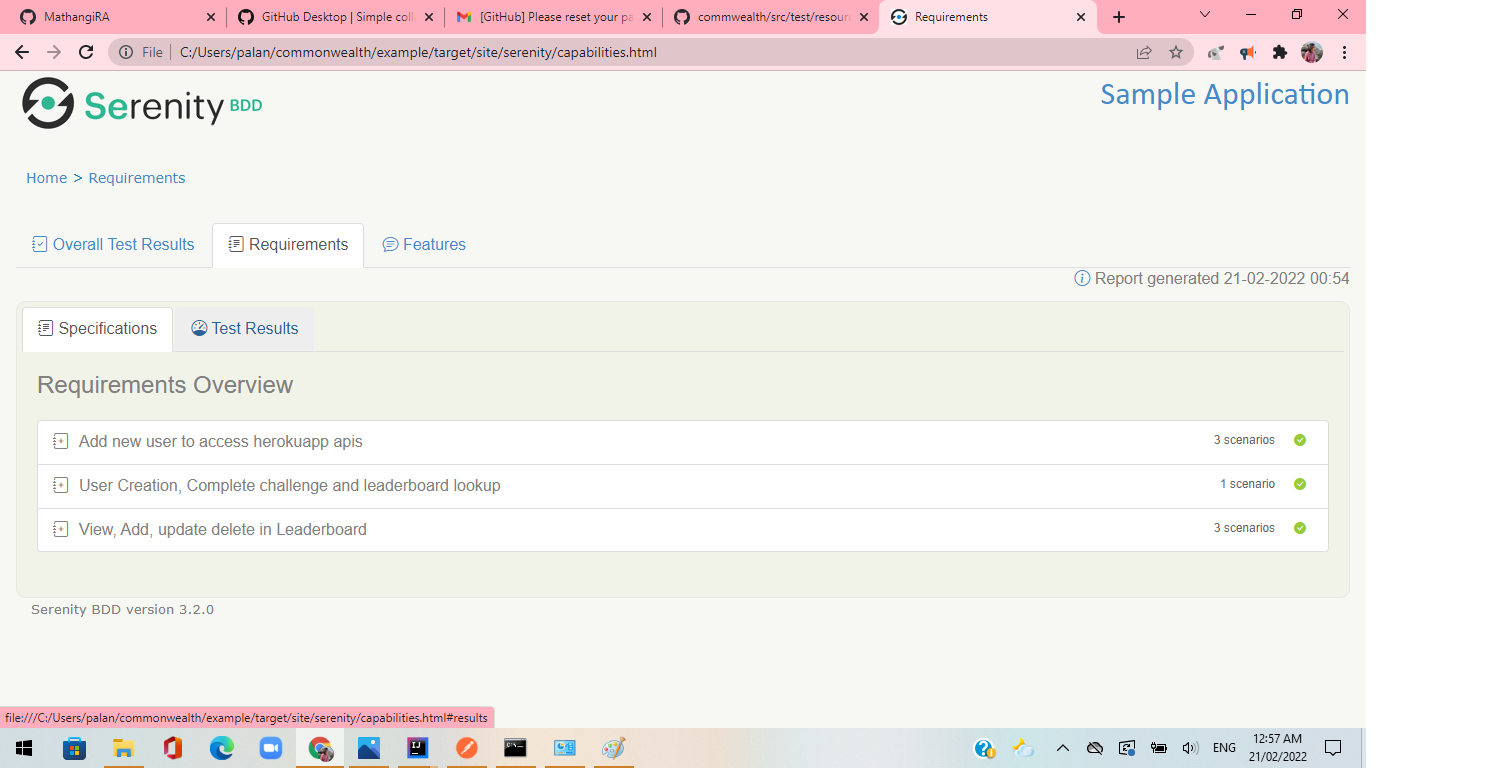 MathangiRA
GitHub Desktop | Simple coll
[GitHub] Please reset your pa
commwealth/src/test/resour
Requirements
File
C:/Users/palan/commonwealth/example/target/site/serenity/capabilities.html
Serenity BDD
Sample Application
Home > Requirements
Overall Test Results
Requirements
Features
Report generated 21-02-2022 00:54
Specifications
Test Results
Requirements Overview
Add new user to access herokuapp apis
3 scenarios
User Creation, Complete challenge and leaderboard lookup
1 scenario
View, Add, update delete in Leaderboard
3 scenarios
Serenity BDD version 3.2.0
file:///C:/Users/palan/commonwealth/example/target/site/serenity/capabilities.html#results
ENG
12:57 AM
21/02/2022